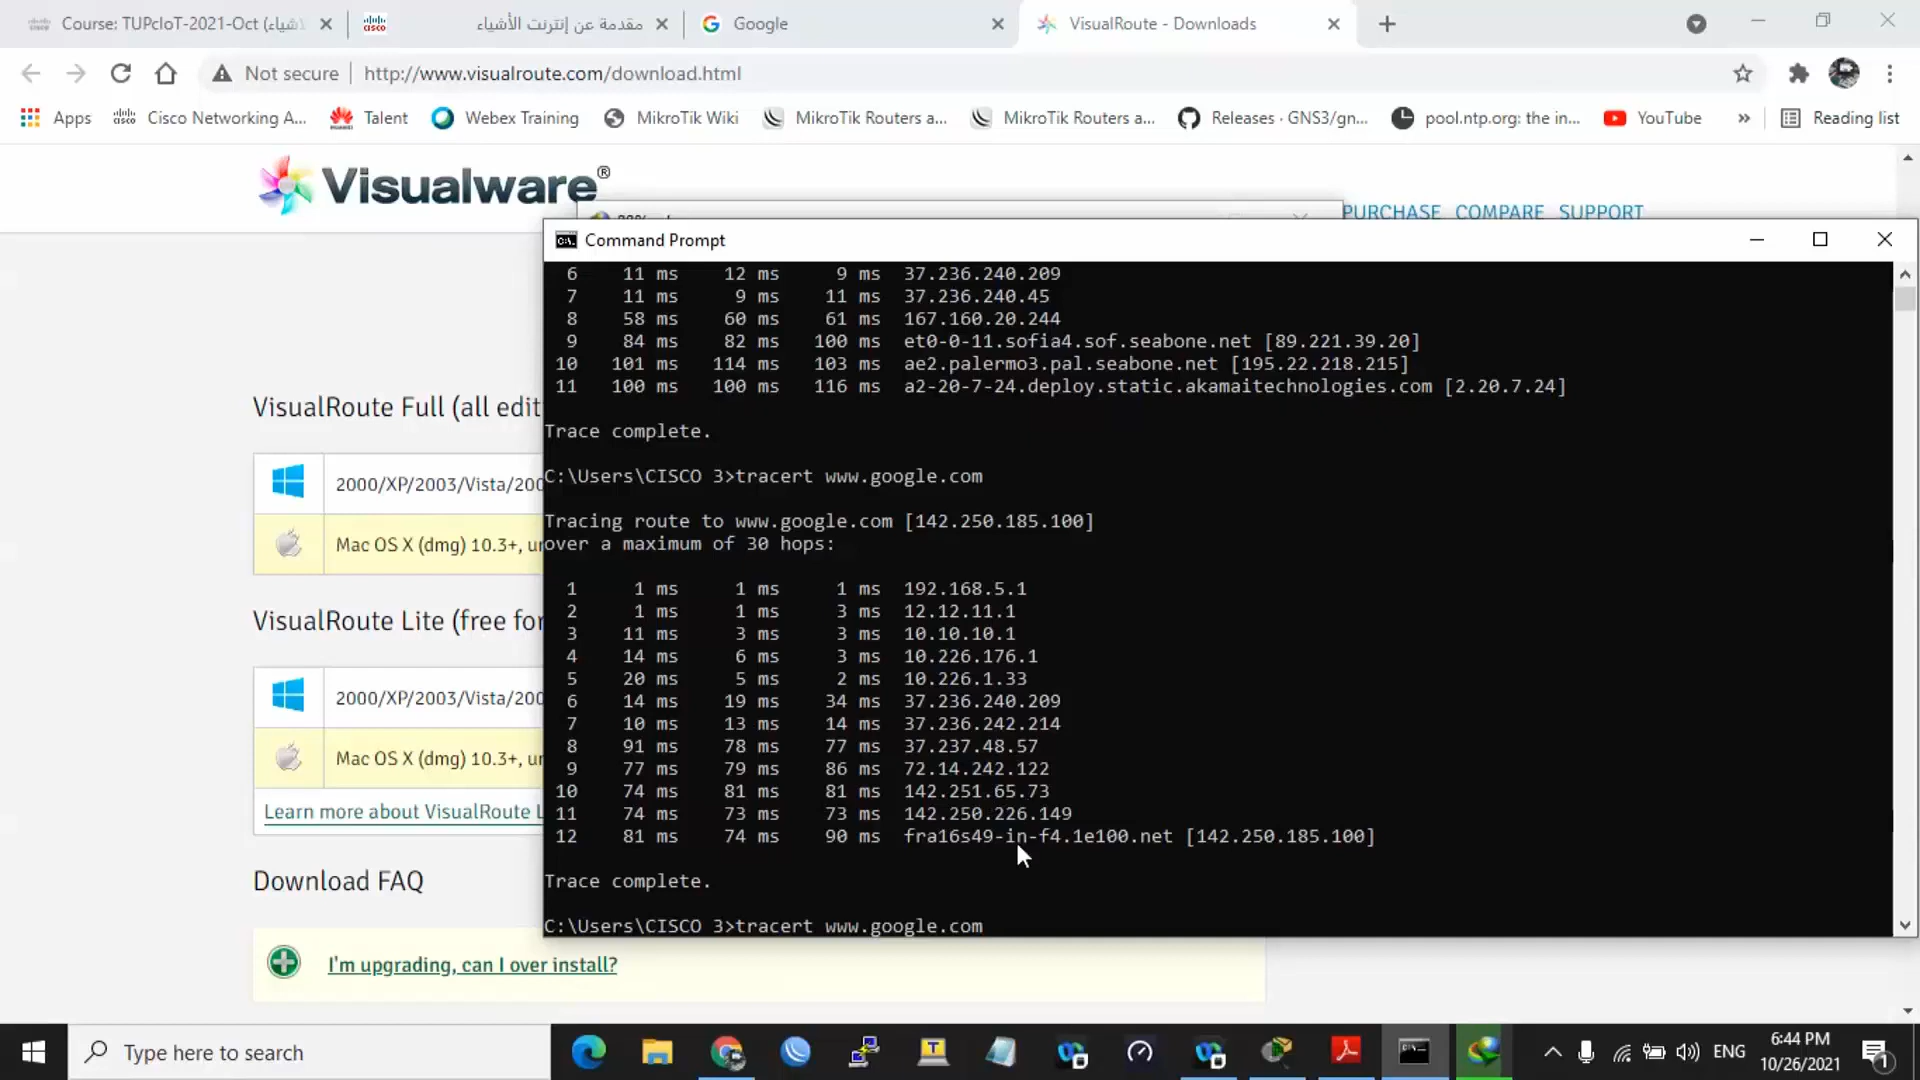 Course: TUPcIoT-2021-Oct
مقدمة عن إنترنت الأشياء
Google
VisualRoute - Downloads
Not secure
http://www.visualroute.com/download.html
Apps
Cisco Networking A...
Talent
Webex Training
MikroTik Wiki
MikroTik Routers a...
MikroTik Routers a...
Releases · GNS3/gn...
pool.ntp.org: the in...
YouTube
»
Reading list
Visualware®
PURCHASE COMPARE SUPPORT
Command Prompt
6 11 ms 12 ms 9 ms 37.236.240.209
7 11 ms 9 ms 11 ms 37.236.240.45
8 58 ms 60 ms 61 ms 167.160.20.244
9 84 ms 82 ms 100 ms et0-0-11.sofia4.sof.seabone.net [89.221.39.20]
10 101 ms 114 ms 103 ms ae2.palermo3.pal.seabone.net [195.22.218.215]
11 100 ms 100 ms 116 ms a2-20-7-24.deploy.static.akamaitechnologies.com [2.20.7.24]
Trace complete.
C:\Users\CISCO 3>tracert www.google.com
Tracing route to www.google.com [142.250.185.100]
over a maximum of 30 hops:
1 1 ms 1 ms 1 ms 192.168.5.1
2 1 ms 1 ms 3 ms 12.12.11.1
3 11 ms 3 ms 3 ms 10.10.10.1
4 14 ms 6 ms 3 ms 10.226.176.1
5 20 ms 5 ms 2 ms 10.226.1.33
6 14 ms 19 ms 34 ms 37.236.240.209
7 10 ms 13 ms 14 ms 37.236.242.214
8 91 ms 78 ms 77 ms 37.237.48.57
9 77 ms 79 ms 86 ms 72.14.242.122
10 74 ms 81 ms 81 ms 142.251.65.73
11 74 ms 73 ms 73 ms 142.250.226.149
12 81 ms 74 ms 90 ms fra16s49-in-f4.1e100.net [142.250.185.100]
Trace complete.
C:\Users\CISCO 3>tracert www.google.com
VisualRoute Full (all edit
2000/XP/2003/Vista/200
Mac OS X (dmg) 10.3+, u
VisualRoute Lite (free for
2000/XP/2003/Vista/200
Mac OS X (dmg) 10.3+, u
Learn more about VisualRoute L
Download FAQ
I'm upgrading, can I over install?
Type here to search
ENG
6:44 PM
10/26/2021
1